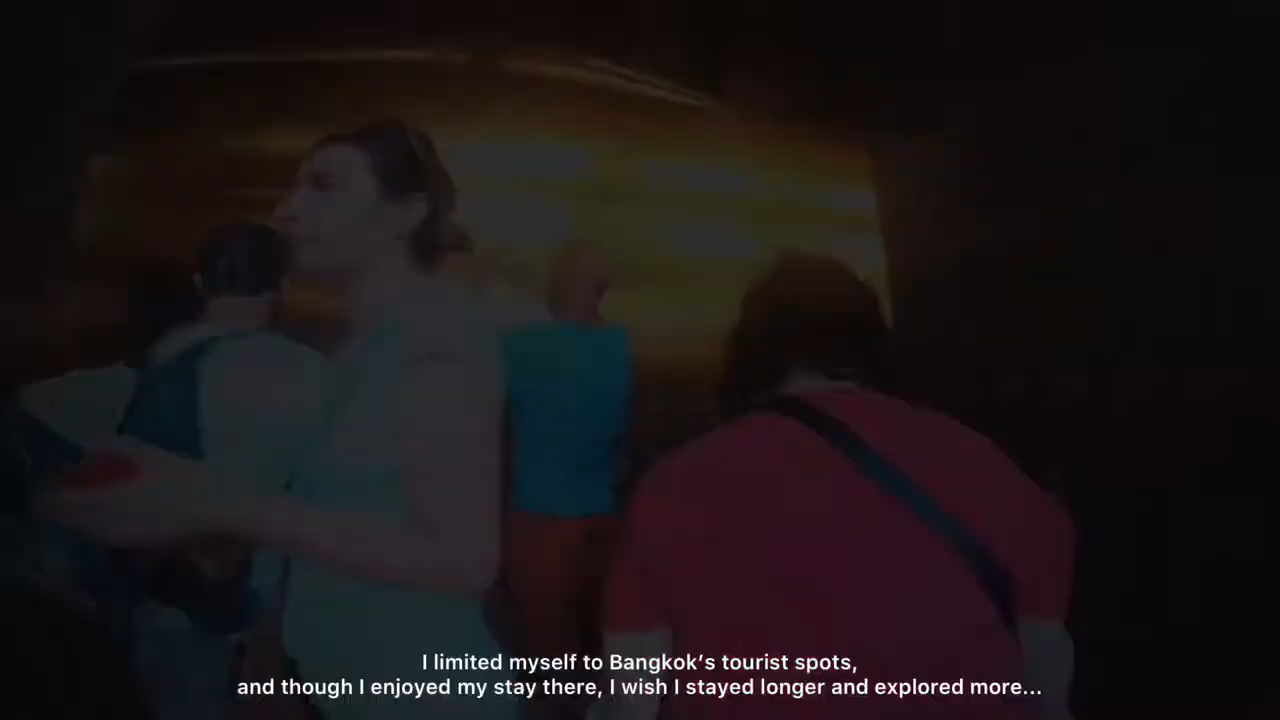 I limited myself to Bangkok’s tourist spots,
and though I enjoyed my stay there, I wish I stayed longer and explored more...